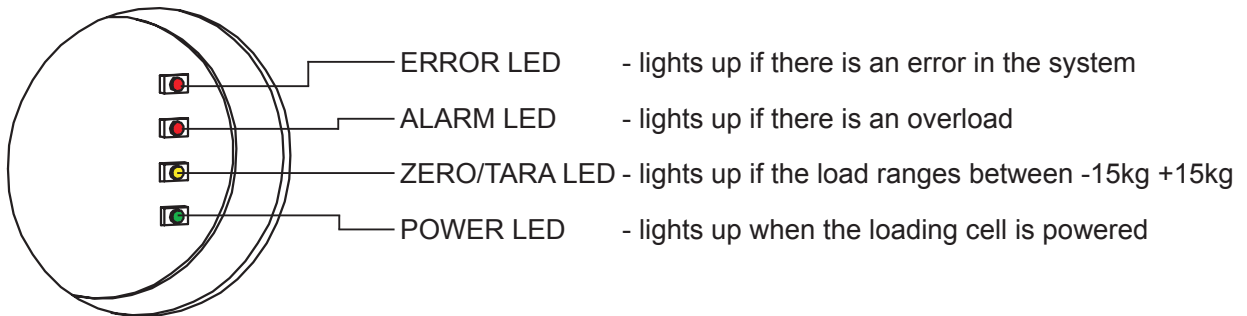 ERROR LED - lights up if there is an error in the system
ALARM LED - lights up if there is an overload
ZERO/TARA LED - lights up if the load ranges between -15kg +15kg
POWER LED - lights up when the loading cell is powered